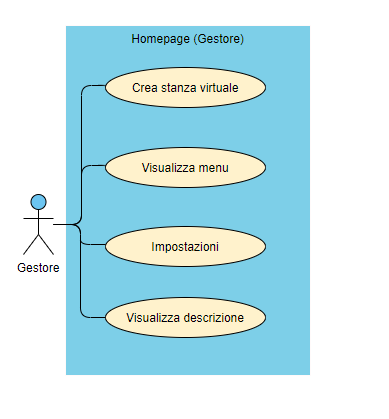 Homepage (Gestore)
Crea stanza virtuale
Visualizza menu
Impostazioni
Gestore
Visualizza descrizione